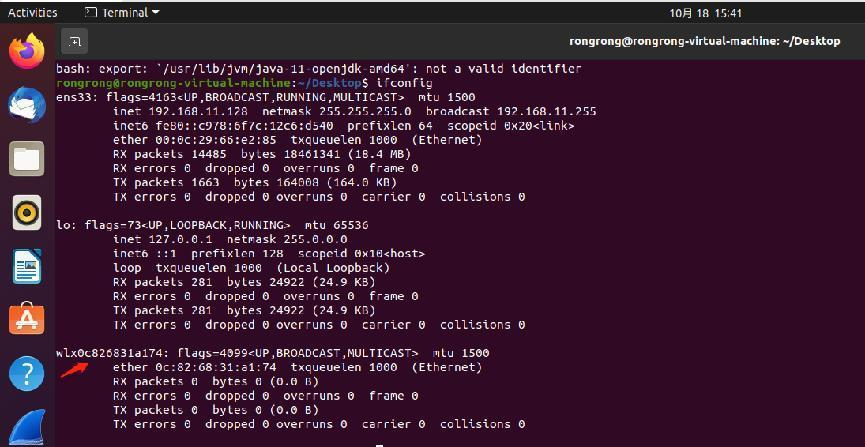 Activities
Terminal
10月 18 15:41
rongrong@rongrong-virtual-machine: ~/Desktop
bash: export: `/usr/lib/jvm/java-11-openjdk-amd64': not a valid identifier
rongrong@rongrong-virtual-machine:~/Desktop$ ifconfig
ens33: flags=4163<UP,BROADCAST,RUNNING,MULTICAST>  mtu 1500
        inet 192.168.11.128  netmask 255.255.255.0  broadcast 192.168.11.255
        inet6 fe80::c978:6f7c:12c6:d540  prefixlen 64  scopeid 0x20<link>
        ether 00:0c:29:66:e2:85  txqueuelen 1000  (Ethernet)
        RX packets 14485  bytes 18461341 (18.4 MB)
        RX errors 0  dropped 0  overruns 0  frame 0
        TX packets 1663  bytes 164008 (164.0 KB)
        TX errors 0  dropped 0 overruns 0  carrier 0  collisions 0
lo: flags=73<UP,LOOPBACK,RUNNING>  mtu 65536
        inet 127.0.0.1  netmask 255.0.0.0
        inet6 ::1  prefixlen 128  scopeid 0x10<host>
        loop  txqueuelen 1000  (Local Loopback)
        RX packets 281  bytes 24922 (24.9 KB)
        RX errors 0  dropped 0  overruns 0  frame 0
        TX packets 281  bytes 24922 (24.9 KB)
        TX errors 0  dropped 0 overruns 0  carrier 0  collisions 0
wlx0c826831a174: flags=4099<UP,BROADCAST,MULTICAST>  mtu 1500
        ether 0c:82:68:31:a1:74  txqueuelen 1000  (Ethernet)
        RX packets 0  bytes 0 (0.0 B)
        RX errors 0  dropped 0  overruns 0  frame 0
        TX packets 0  bytes 0 (0.0 B)
        TX errors 0  dropped 0 overruns 0  carrier 0  collisions 0